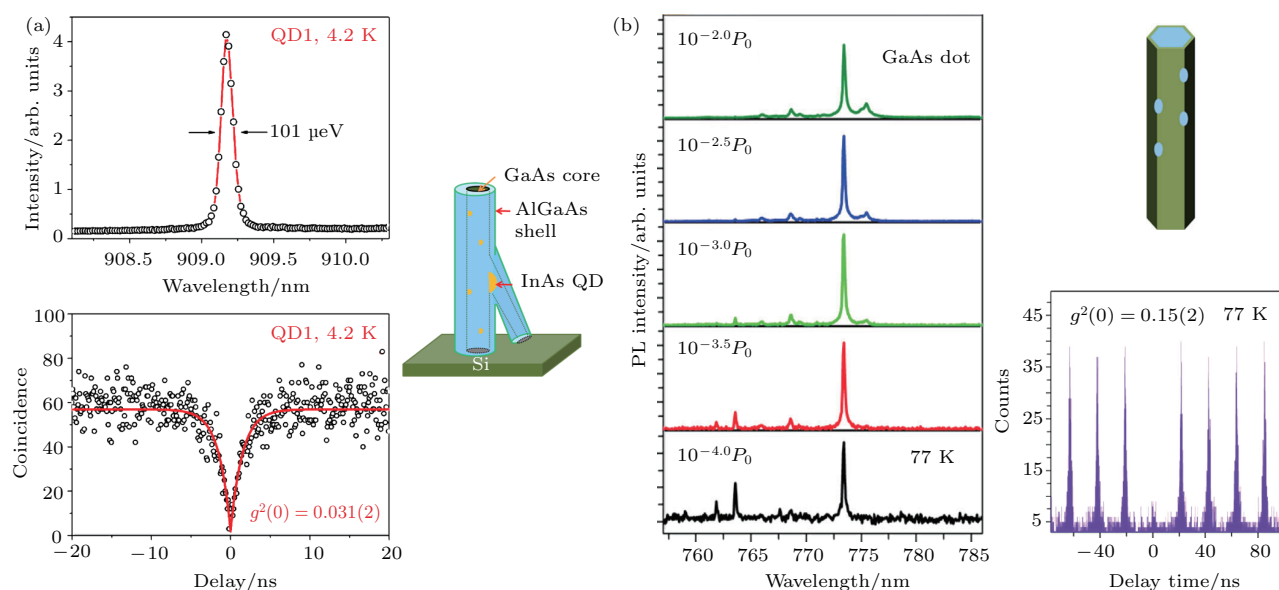 (a)
QD1, 4.2 K
101 μeV
Intensity/arb. units
4
3
2
1
0
908.5
909.0
909.5
910.0
Wavelength/nm
QD1, 4.2 K
g²(0) = 0.031(2)
Coincidence
100
80
60
40
20
0
−20
−10
0
10
20
Delay/ns
GaAs core
AlGaAs
shell
InAs QD
Si
(b)
10⁻²·⁰P₀
GaAs dot
10⁻²·⁵P₀
10⁻³·⁰P₀
10⁻³·⁵P₀
10⁻⁴·⁰P₀
77 K
PL intensity/arb. units
760
765
770
775
780
785
Wavelength/nm
g²(0) = 0.15(2) 77 K
Counts
45
35
25
15
5
−40
0
40
80
Delay time/ns